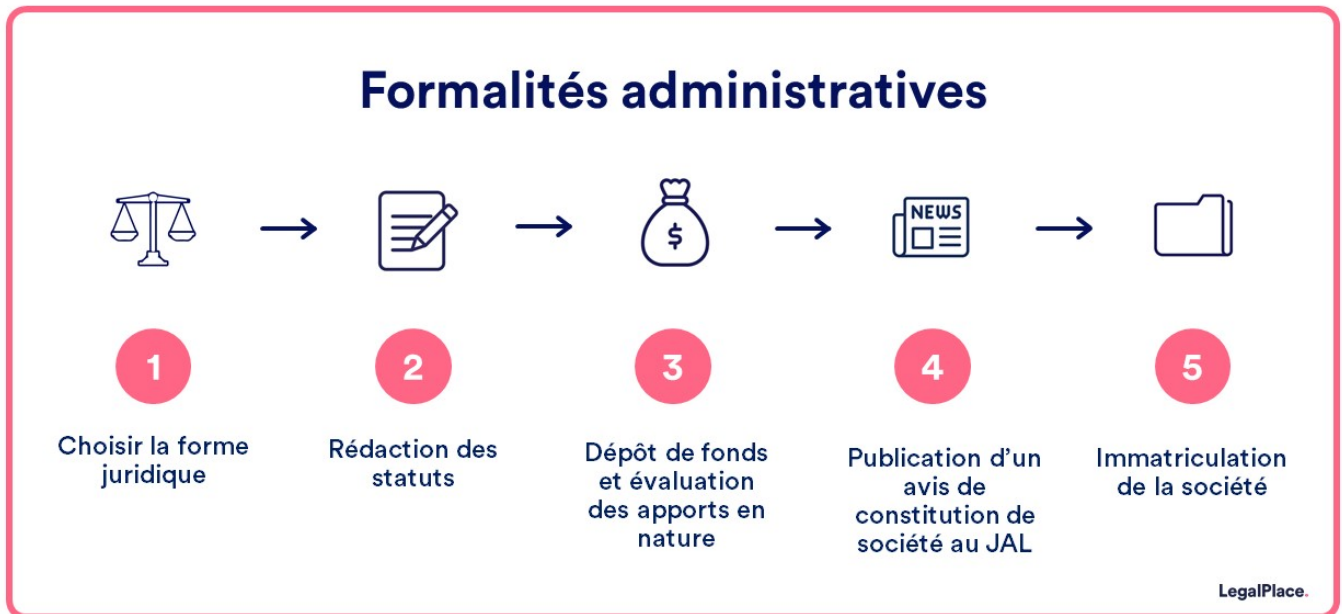 Formalités administratives
$
NEWS
1
2
3
4
5
Choisir la forme
juridique
Rédaction des
statuts
Dépôt de fonds
et évaluation
des apports en
nature
Publication d’un
avis de
constitution de
société au JAL
Immatriculation
de la société
LegalPlace.